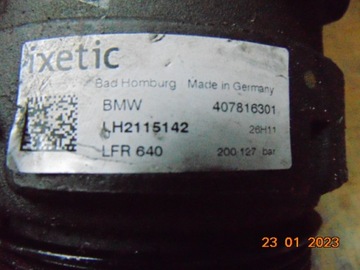 ixetic
Bad Homburg Made in Germany
BMW 407816301
LH2115142 26H11
LFR 640 200.127 bar
23 01 2023